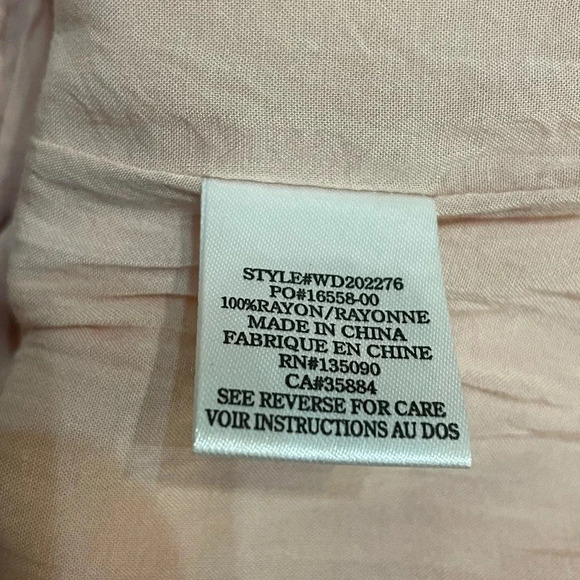 STYLE#WD202276
PO#16558-00
100%RAYON/RAYONNE
MADE IN CHINA
FABRIQUE EN CHINE
RN#135090
CA#35884
SEE REVERSE FOR CARE
VOIR INSTRUCTIONS AU DOS